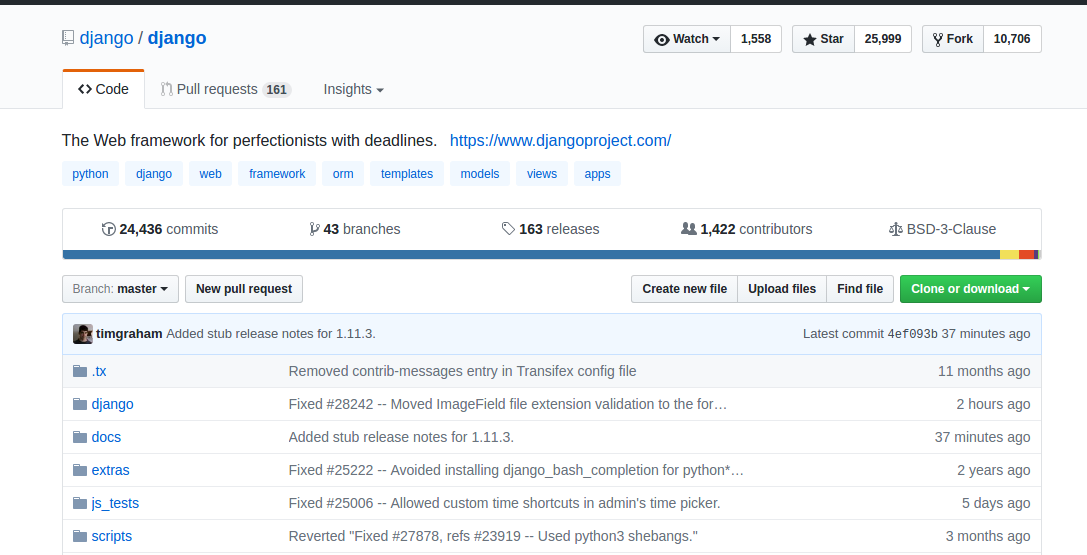 django / django Watch 1,558 Star 25,999 Fork 10,706
Code Pull requests 161 Insights
The Web framework for perfectionists with deadlines. https://www.djangoproject.com/
python django web framework orm templates models views apps
24,436 commits 43 branches 163 releases 1,422 contributors BSD-3-Clause
Branch: master New pull request Create new file Upload files Find file Clone or download
timgraham Added stub release notes for 1.11.3. Latest commit 4ef093b 37 minutes ago
.tx Removed contrib-messages entry in Transifex config file 11 months ago
django Fixed #28242 -- Moved ImageField file extension validation to the for… 2 hours ago
docs Added stub release notes for 1.11.3. 37 minutes ago
extras Fixed #25222 -- Avoided installing django_bash_completion for python*… 2 years ago
js_tests Fixed #25006 -- Allowed custom time shortcuts in admin's time picker. 5 days ago
scripts Reverted "Fixed #27878, refs #23919 -- Used python3 shebangs." 3 months ago